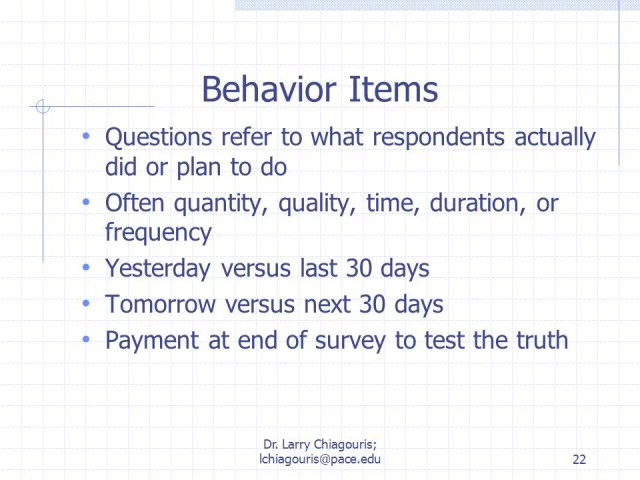 Behavior Items
• Questions refer to what respondents actually
did or plan to do
• Often quantity, quality, time, duration, or
frequency
• Yesterday versus last 30 days
• Tomorrow versus next 30 days
• Payment at end of survey to test the truth
Dr. Larry Chiagouris;
lchiagouris@pace.edu
22